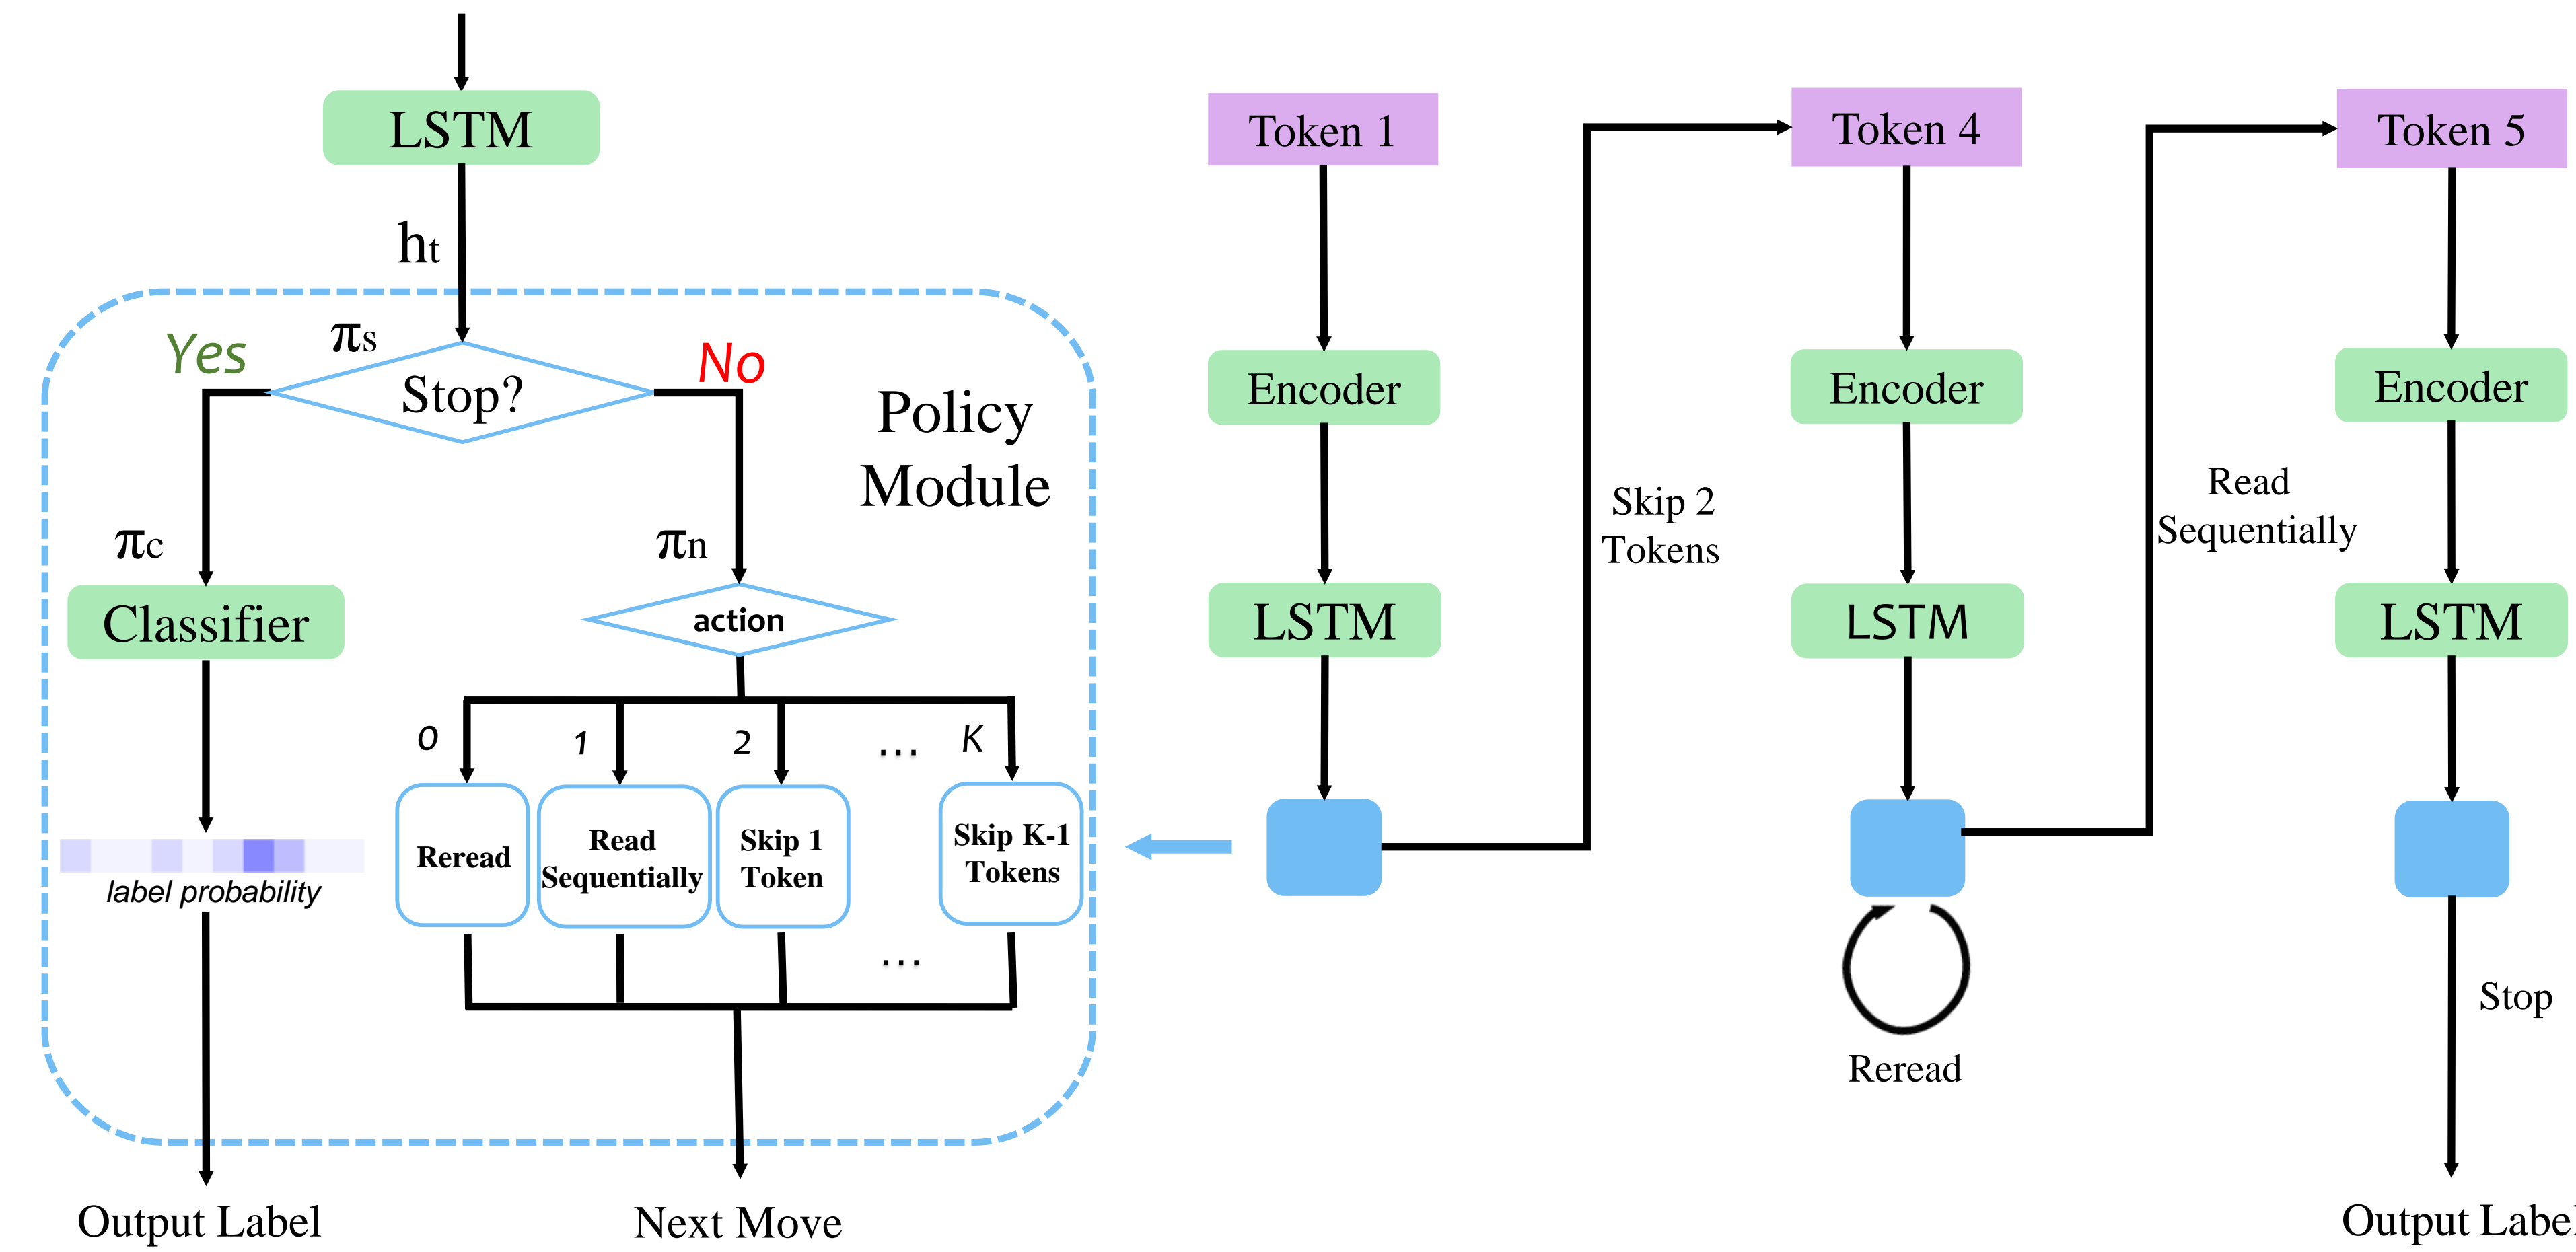 LSTM
ht
Yes
πs
No
Stop?
Policy
Module
πc
πn
Classifier
action
0
1
2
...
K
Reread
Read
Sequentially
Skip 1
Token
Skip K-1
Tokens
label probability
...
Output Label
Next Move
Token 1
Encoder
LSTM
Skip 2
Tokens
Token 4
Encoder
LSTM
Reread
Read
Sequentially
Token 5
Encoder
LSTM
Stop
Output Label